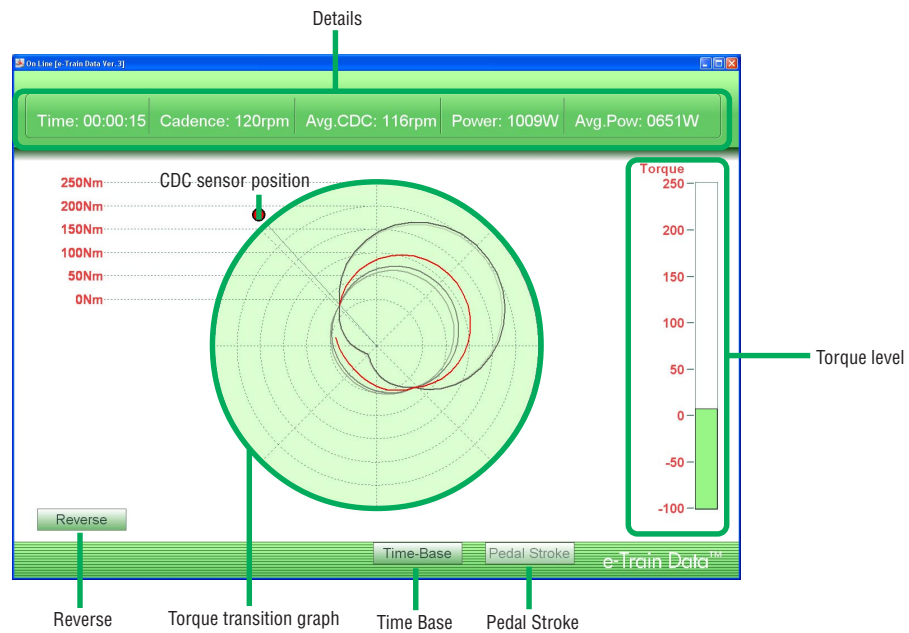 Details
On Line [e-Train Data Ver. 3]
Time: 00:00:15 Cadence: 120rpm Avg.CDC: 116rpm Power: 1009W Avg.Pow: 0651W
CDC sensor position
250Nm
200Nm
150Nm
100Nm
50Nm
0Nm
Torque
250
200
150
100
50
0
-50
-100
Torque level
Reverse
Time-Base
Pedal Stroke
e-Train Data™
Reverse
Torque transition graph
Time Base
Pedal Stroke